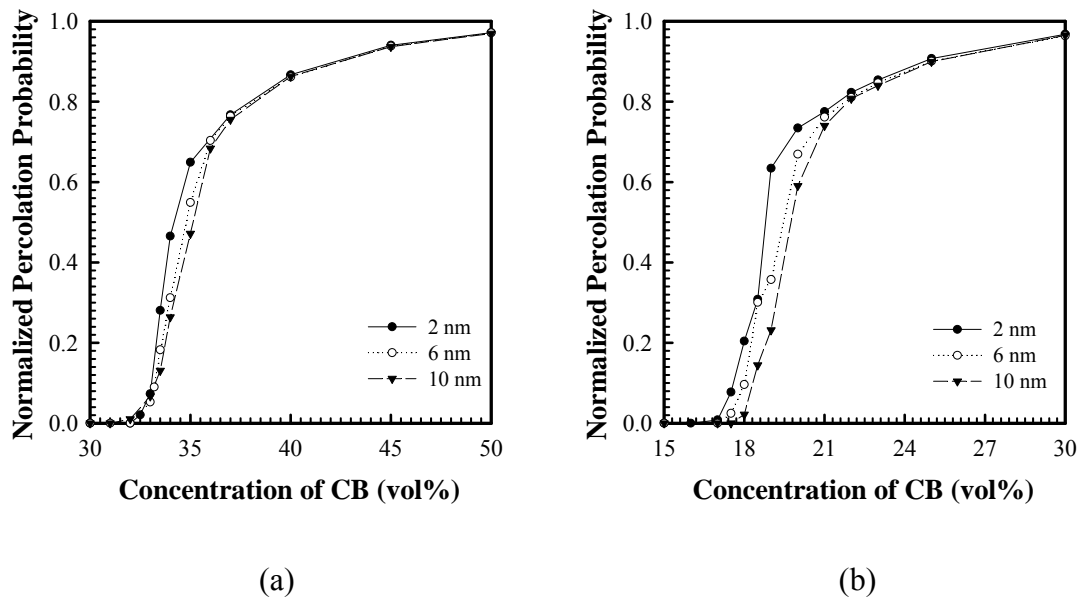 Normalized Percolation Probability
1.0
0.8
0.6
0.4
0.2
0.0
2 nm
6 nm
10 nm
30 35 40 45 50
Concentration of CB (vol%)
(a)
Normalized Percolation Probability
1.0
0.8
0.6
0.4
0.2
0.0
2 nm
6 nm
10 nm
15 18 21 24 27 30
Concentration of CB (vol%)
(b)